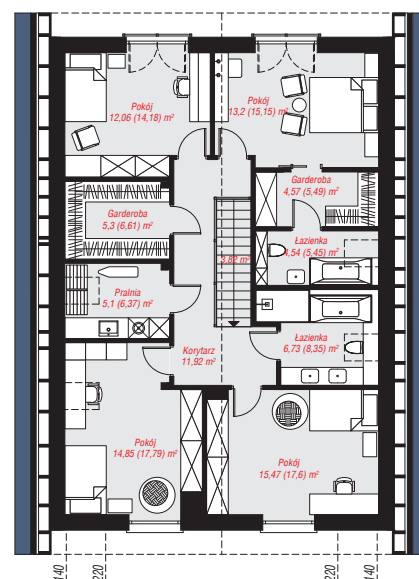 Pokój
12,06 (14,18) m²
Pokój
13,2 (15,15) m²
Garderoba
4,57 (5,49) m²
Garderoba
5,3 (6,61) m²
Łazienka
4,54 (5,45) m²
3,82 m²
Pralnia
5,1 (6,37) m²
Łazienka
6,73 (8,35) m²
Korytarz
11,92 m²
Pokój
14,85 (17,79) m²
Pokój
15,47 (17,6) m²
140
220
220
140